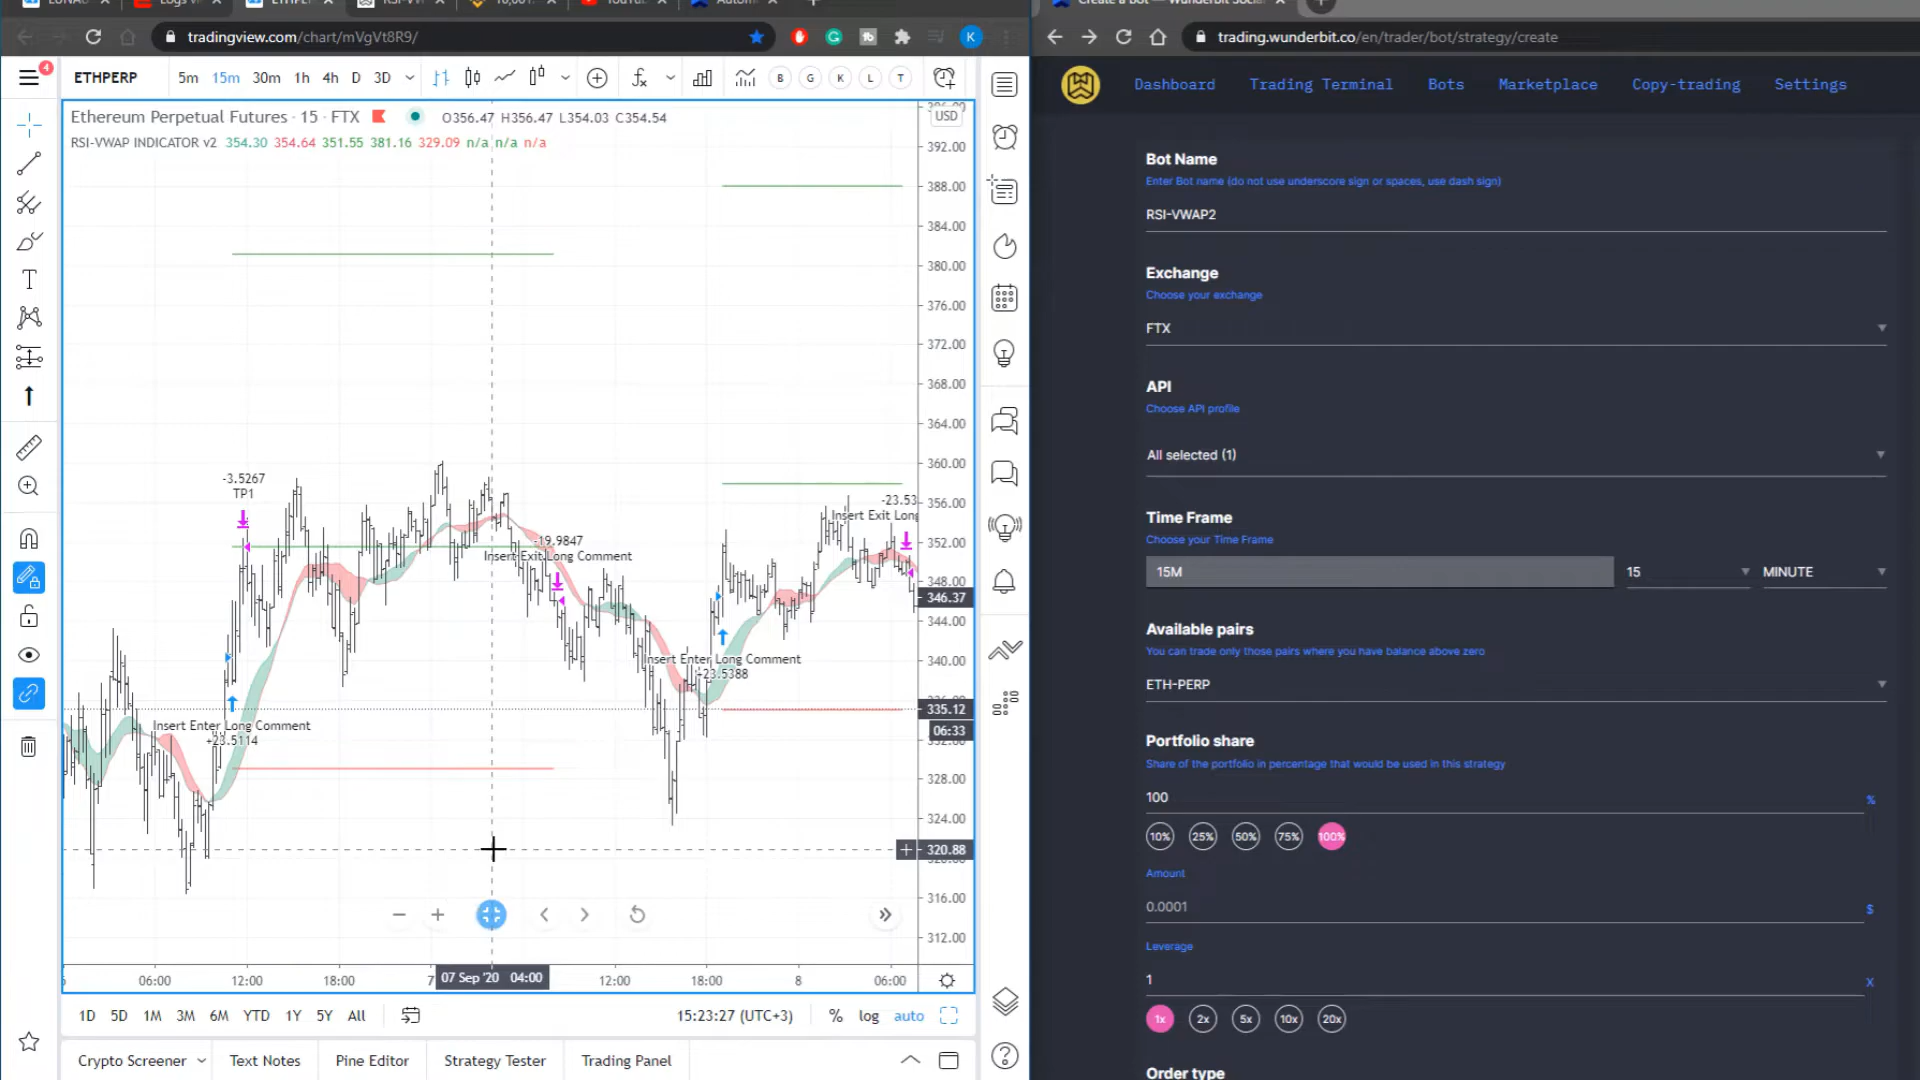 tradingview.com/chart/mVgVt8R9/
K
4
ETHPERP
5m 15m 30m 1h 4h D 3D
B G K L T
Ethereum Perpetual Futures · 15 · FTX O356.47 H356.47 L354.03 C354.54
RSI-VWAP INDICATOR v2 354.30 354.64 351.55 381.16 329.09 n/a n/a n/a
USD
392.00
388.00
384.00
380.00
376.00
372.00
368.00
364.00
360.00
356.00
352.00
348.00
346.37
344.00
340.00
335.12
06:33
328.00
324.00
320.88
316.00
312.00
-3.5267
TP1
-19.9847
Insert Exit Long Comment
-23.53
Insert Exit Long
Insert Enter Long Comment
+23.5388
Insert Enter Long Comment
+23.5114
06:00 12:00 18:00 7 07 Sep '20 04:00 12:00 18:00 8 06:00
1D 5D 1M 3M 6M YTD 1Y 5Y All
15:23:27 (UTC+3) % log auto
Crypto Screener Text Notes Pine Editor Strategy Tester Trading Panel
trading.wunderbit.co/en/trader/bot/strategy/create
Dashboard Trading Terminal Bots Marketplace Copy-trading Settings
Bot Name
Enter Bot name (do not use underscore sign or spaces, use dash sign)
RSI-VWAP2
Exchange
Choose your exchange
FTX
API
Choose API profile
All selected (1)
Time Frame
Choose your Time Frame
15M 15 MINUTE
Available pairs
You can trade only those pairs where you have balance above zero
ETH-PERP
Portfolio share
Share of the portfolio in percentage that would be used in this strategy
100 %
10% 25% 50% 75% 100%
Amount
0.0001 $
Leverage
1 X
1x 2x 5x 10x 20x
Order type